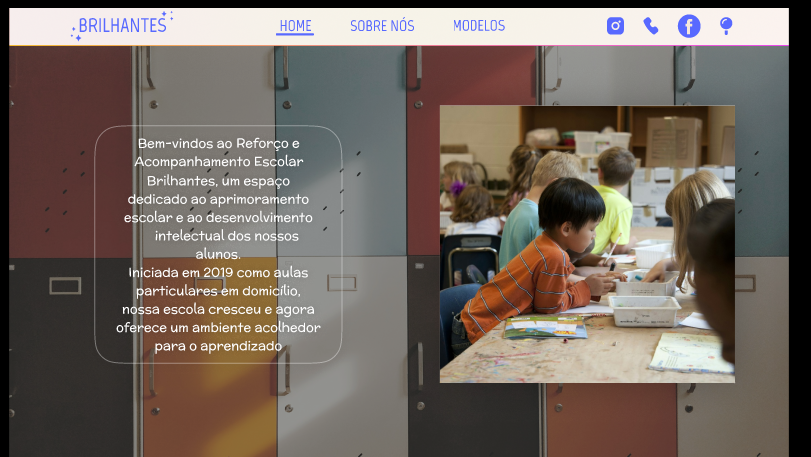 BRILHANTES
HOME
SOBRE NÓS
MODELOS
Bem-vindos ao Reforço e
Acompanhamento Escolar
Brilhantes, um espaço
dedicado ao aprimoramento
escolar e ao desenvolvimento
intelectual dos nossos
alunos.
Iniciada em 2019 como aulas
particulares em domicílio,
nossa escola cresceu e agora
oferece um ambiente acolhedor
para o aprendizado